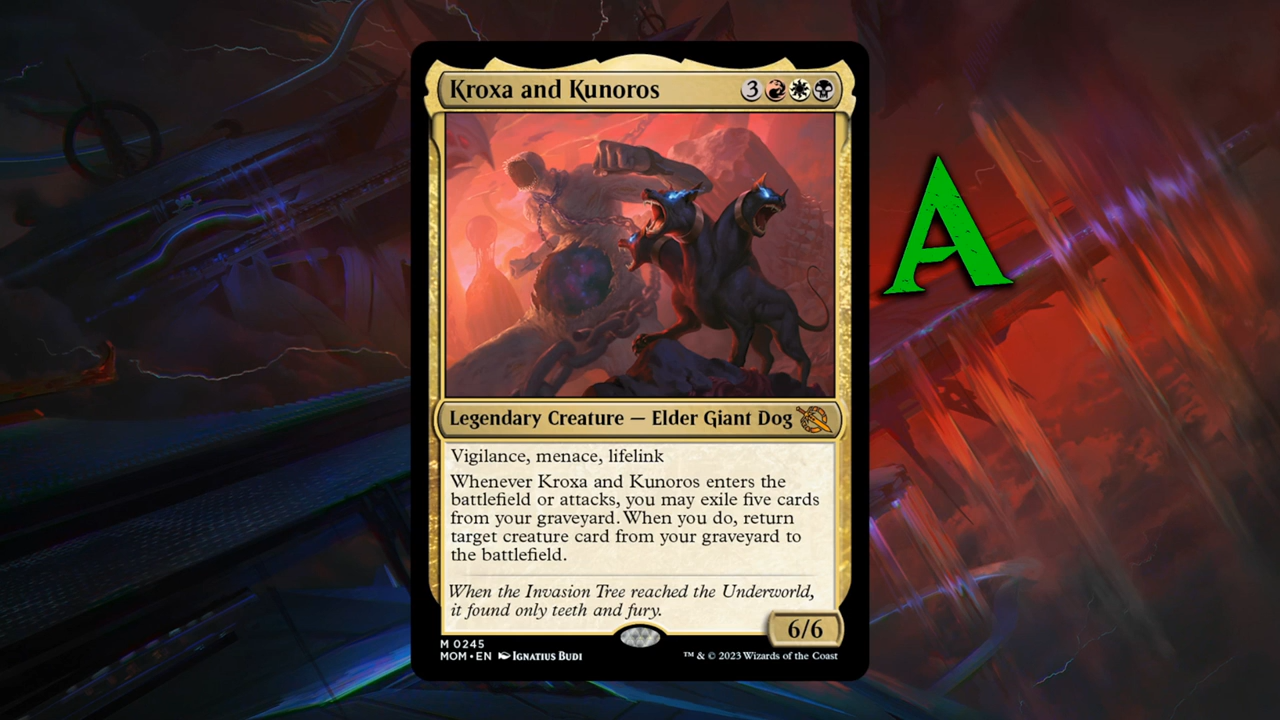 Kroxa and Kunoros
3
A
Legendary Creature — Elder Giant Dog
Vigilance, menace, lifelink
Whenever Kroxa and Kunoros enters the
battlefield or attacks, you may exile five cards
from your graveyard. When you do, return
target creature card from your graveyard to
the battlefield.
When the Invasion Tree reached the Underworld,
it found only teeth and fury.
6/6
M 0245
MOM • EN Ignatius Budi
™ & © 2023 Wizards of the Coast